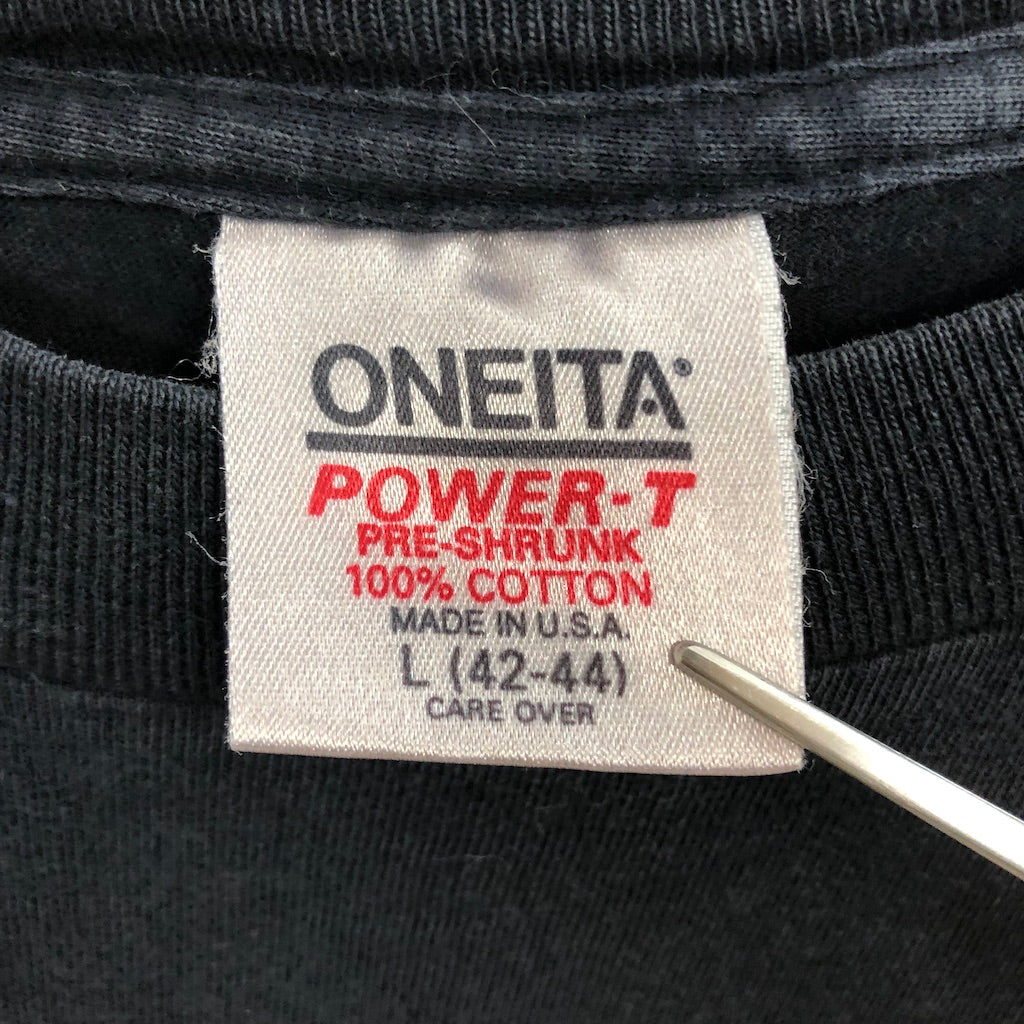 ONEITA®
POWER-T
PRE-SHRUNK
100% COTTON
MADE IN U.S.A.
L (42-44)
CARE OVER